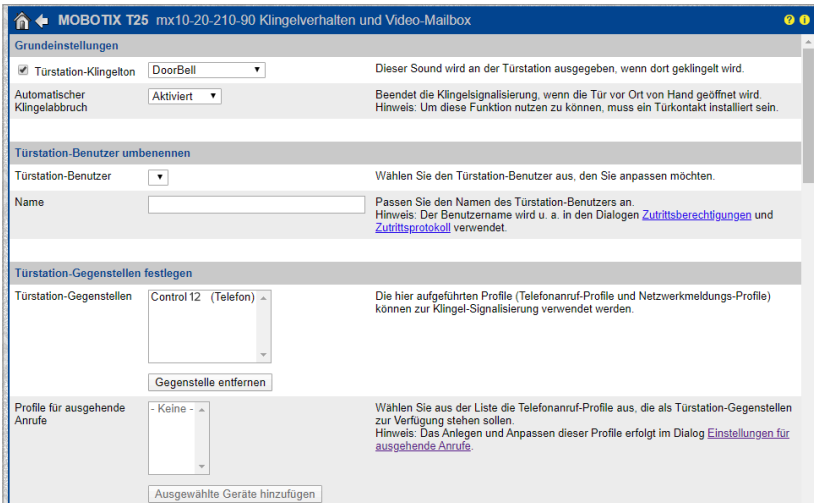 MOBOTIX T25 mx10-20-210-90 Klingelverhalten und Video-Mailbox
Grundeinstellungen
Türstation-Klingelton
DoorBell
Dieser Sound wird an der Türstation ausgegeben, wenn dort geklingelt wird.
Automatischer
Klingelabbruch
Aktiviert
Beendet die Klingelsignalisierung, wenn die Tür vor Ort von Hand geöffnet wird.
Hinweis: Um diese Funktion nutzen zu können, muss ein Türkontakt installiert sein.
Türstation-Benutzer umbenennen
Türstation-Benutzer
Wählen Sie den Türstation-Benutzer aus, den Sie anpassen möchten.
Name
Passen Sie den Namen des Türstation-Benutzers an.
Hinweis: Der Benutzername wird u. a. in den Dialogen Zutrittsberechtigungen und
Zutrittsprotokoll verwendet.
Türstation-Gegenstellen festlegen
Türstation-Gegenstellen
Control12 (Telefon)
Die hier aufgeführten Profile (Telefonanruf-Profile und Netzwerkmeldungs-Profile)
können zur Klingel-Signalisierung verwendet werden.
Gegenstelle entfernen
Profile für ausgehende
Anrufe
- Keine -
Wählen Sie aus der Liste die Telefonanruf-Profile aus, die als Türstation-Gegenstellen
zur Verfügung stehen sollen.
Hinweis: Das Anlegen und Anpassen dieser Profile erfolgt im Dialog Einstellungen für
ausgehende Anrufe.
Ausgewählte Geräte hinzufügen